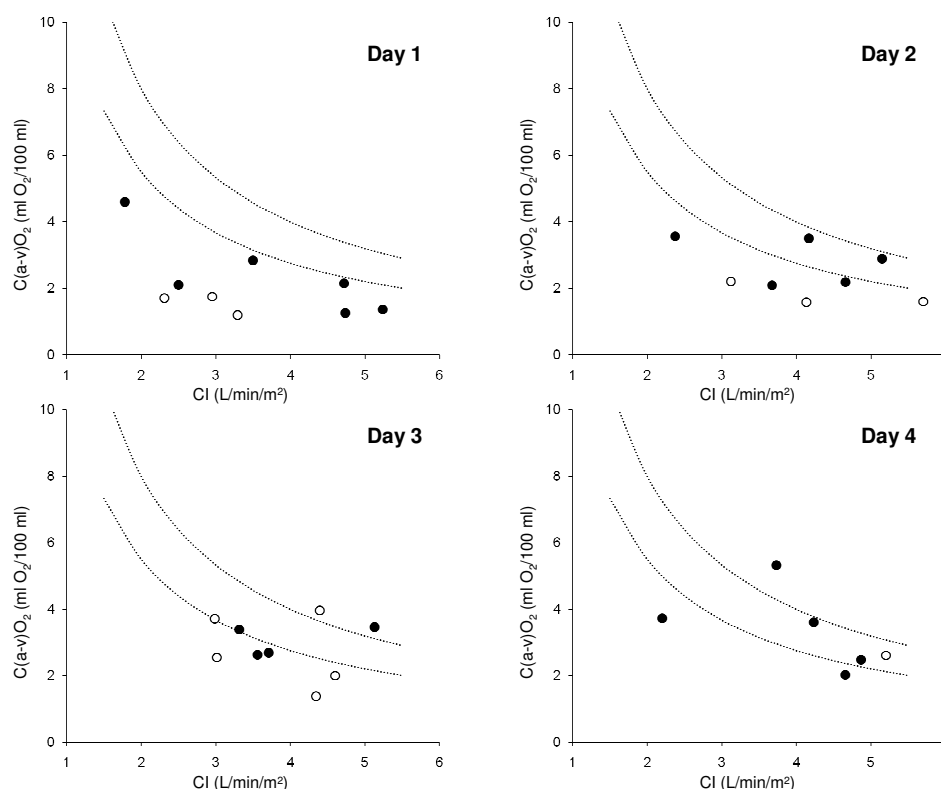 Day 1
C(a-v)O₂ (ml O₂/100 ml)
10
8
6
4
2
0
1 2 3 4 5 6
CI (L/min/m²)
Day 2
C(a-v)O₂ (ml O₂/100 ml)
10
8
6
4
2
0
1 2 3 4 5
CI (L/min/m²)
Day 3
C(a-v)O₂ (ml O₂/100 ml)
10
8
6
4
2
0
1 2 3 4 5 6
CI (L/min/m²)
Day 4
C(a-v)O₂ (ml O₂/100 ml)
10
8
6
4
2
0
1 2 3 4 5
CI (L/min/m²)